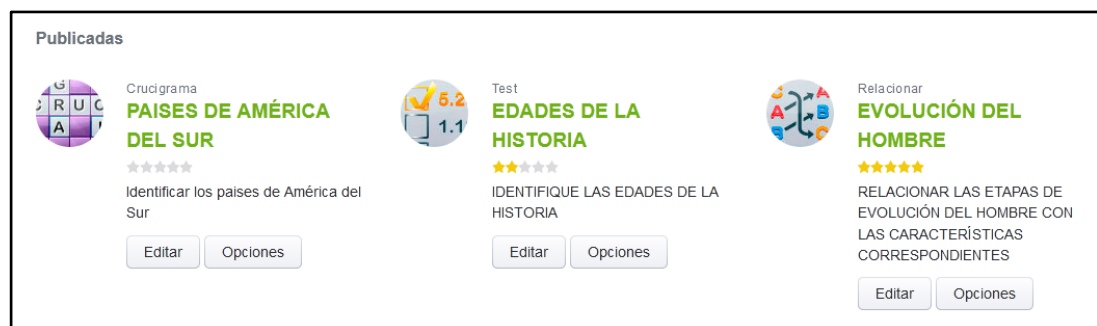 Publicadas
Crucigrama
PAISES DE AMÉRICA
DEL SUR
Identificar los paises de América del
Sur
Editar
Opciones
Test
EDADES DE LA
HISTORIA
IDENTIFIQUE LAS EDADES DE LA
HISTORIA
Editar
Opciones
Relacionar
EVOLUCIÓN DEL
HOMBRE
RELACIONAR LAS ETAPAS DE
EVOLUCIÓN DEL HOMBRE CON
LAS CARACTERÍSTICAS
CORRESPONDIENTES
Editar
Opciones